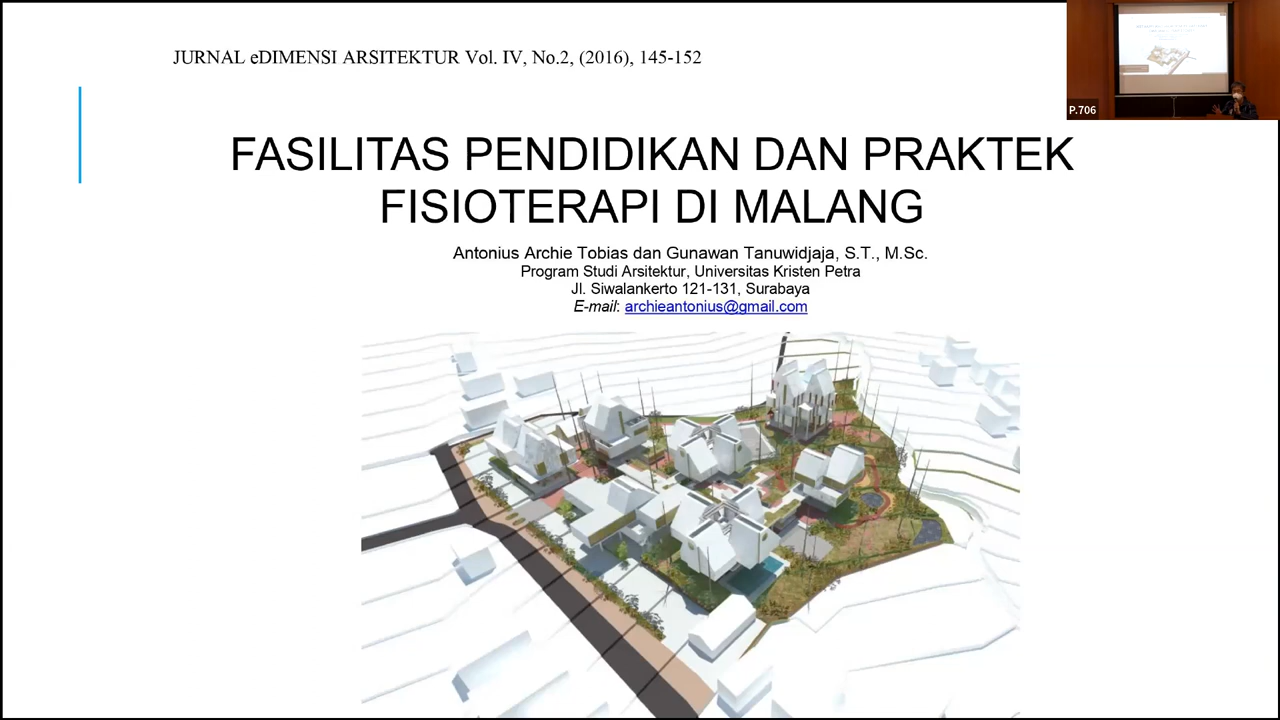 JURNAL eDIMENSI ARSITEKTUR Vol. IV, No.2, (2016), 145-152
P.706
FASILITAS PENDIDIKAN DAN PRAKTEK
FISIOTERAPI DI MALANG
Antonius Archie Tobias dan Gunawan Tanuwidjaja, S.T., M.Sc.
Program Studi Arsitektur, Universitas Kristen Petra
Jl. Siwalankerto 121-131, Surabaya
E-mail: archieantonius@gmail.com